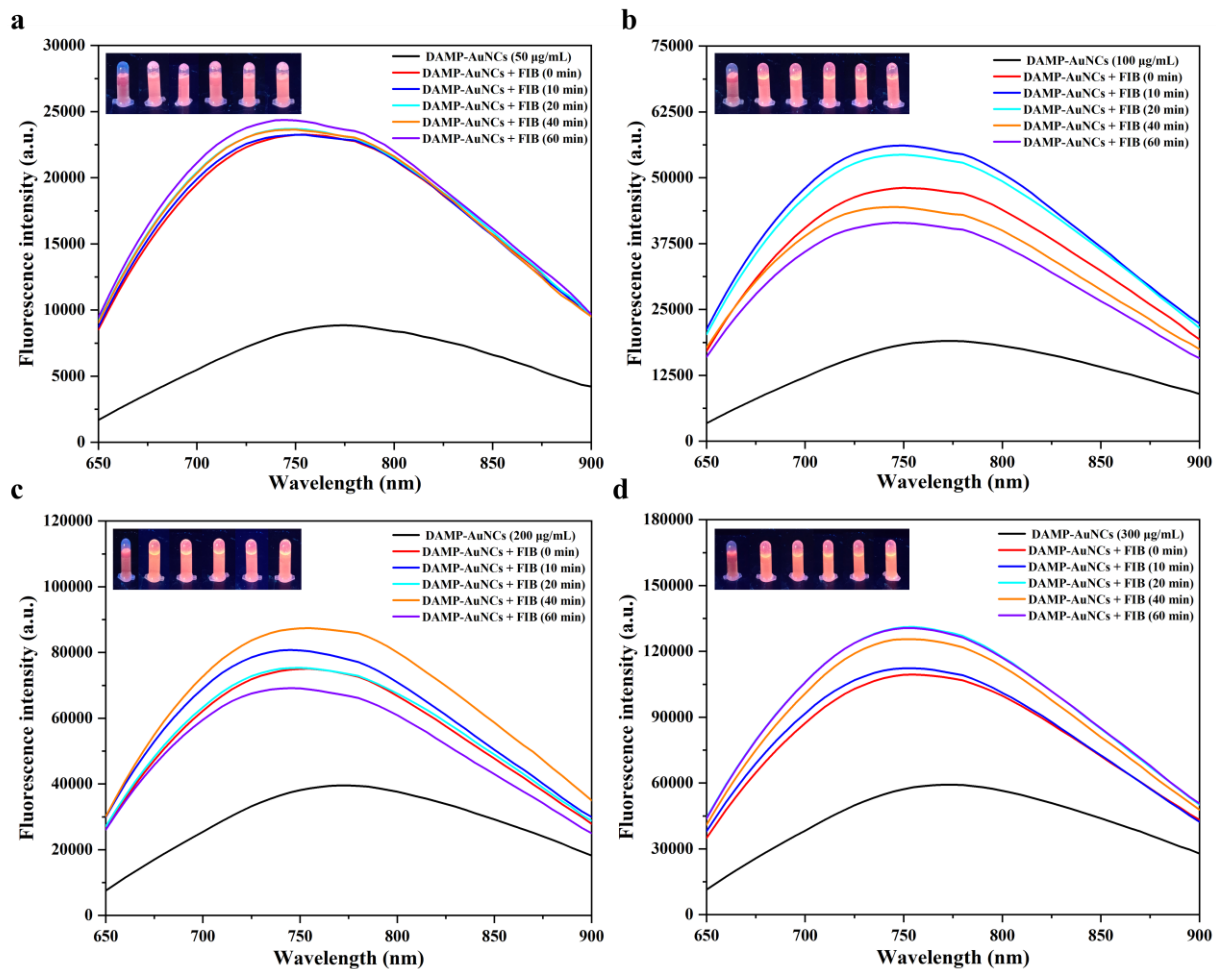 a
30000
25000
20000
15000
10000
5000
0
Fluorescence intensity (a.u.)
DAMP-AuNCs (50 μg/mL)
DAMP-AuNCs + FIB (0 min)
DAMP-AuNCs + FIB (10 min)
DAMP-AuNCs + FIB (20 min)
DAMP-AuNCs + FIB (40 min)
DAMP-AuNCs + FIB (60 min)
650 700 750 800 850 900
Wavelength (nm)
b
75000
62500
50000
37500
25000
12500
0
Fluorescence intensity (a.u.)
DAMP-AuNCs (100 μg/mL)
DAMP-AuNCs + FIB (0 min)
DAMP-AuNCs + FIB (10 min)
DAMP-AuNCs + FIB (20 min)
DAMP-AuNCs + FIB (40 min)
DAMP-AuNCs + FIB (60 min)
650 700 750 800 850 900
Wavelength (nm)
c
120000
100000
80000
60000
40000
20000
0
Fluorescence intensity (a.u.)
DAMP-AuNCs (200 μg/mL)
DAMP-AuNCs + FIB (0 min)
DAMP-AuNCs + FIB (10 min)
DAMP-AuNCs + FIB (20 min)
DAMP-AuNCs + FIB (40 min)
DAMP-AuNCs + FIB (60 min)
650 700 750 800 850 900
Wavelength (nm)
d
180000
150000
120000
90000
60000
30000
0
Fluorescence intensity (a.u.)
DAMP-AuNCs (300 μg/mL)
DAMP-AuNCs + FIB (0 min)
DAMP-AuNCs + FIB (10 min)
DAMP-AuNCs + FIB (20 min)
DAMP-AuNCs + FIB (40 min)
DAMP-AuNCs + FIB (60 min)
650 700 750 800 850 900
Wavelength (nm)